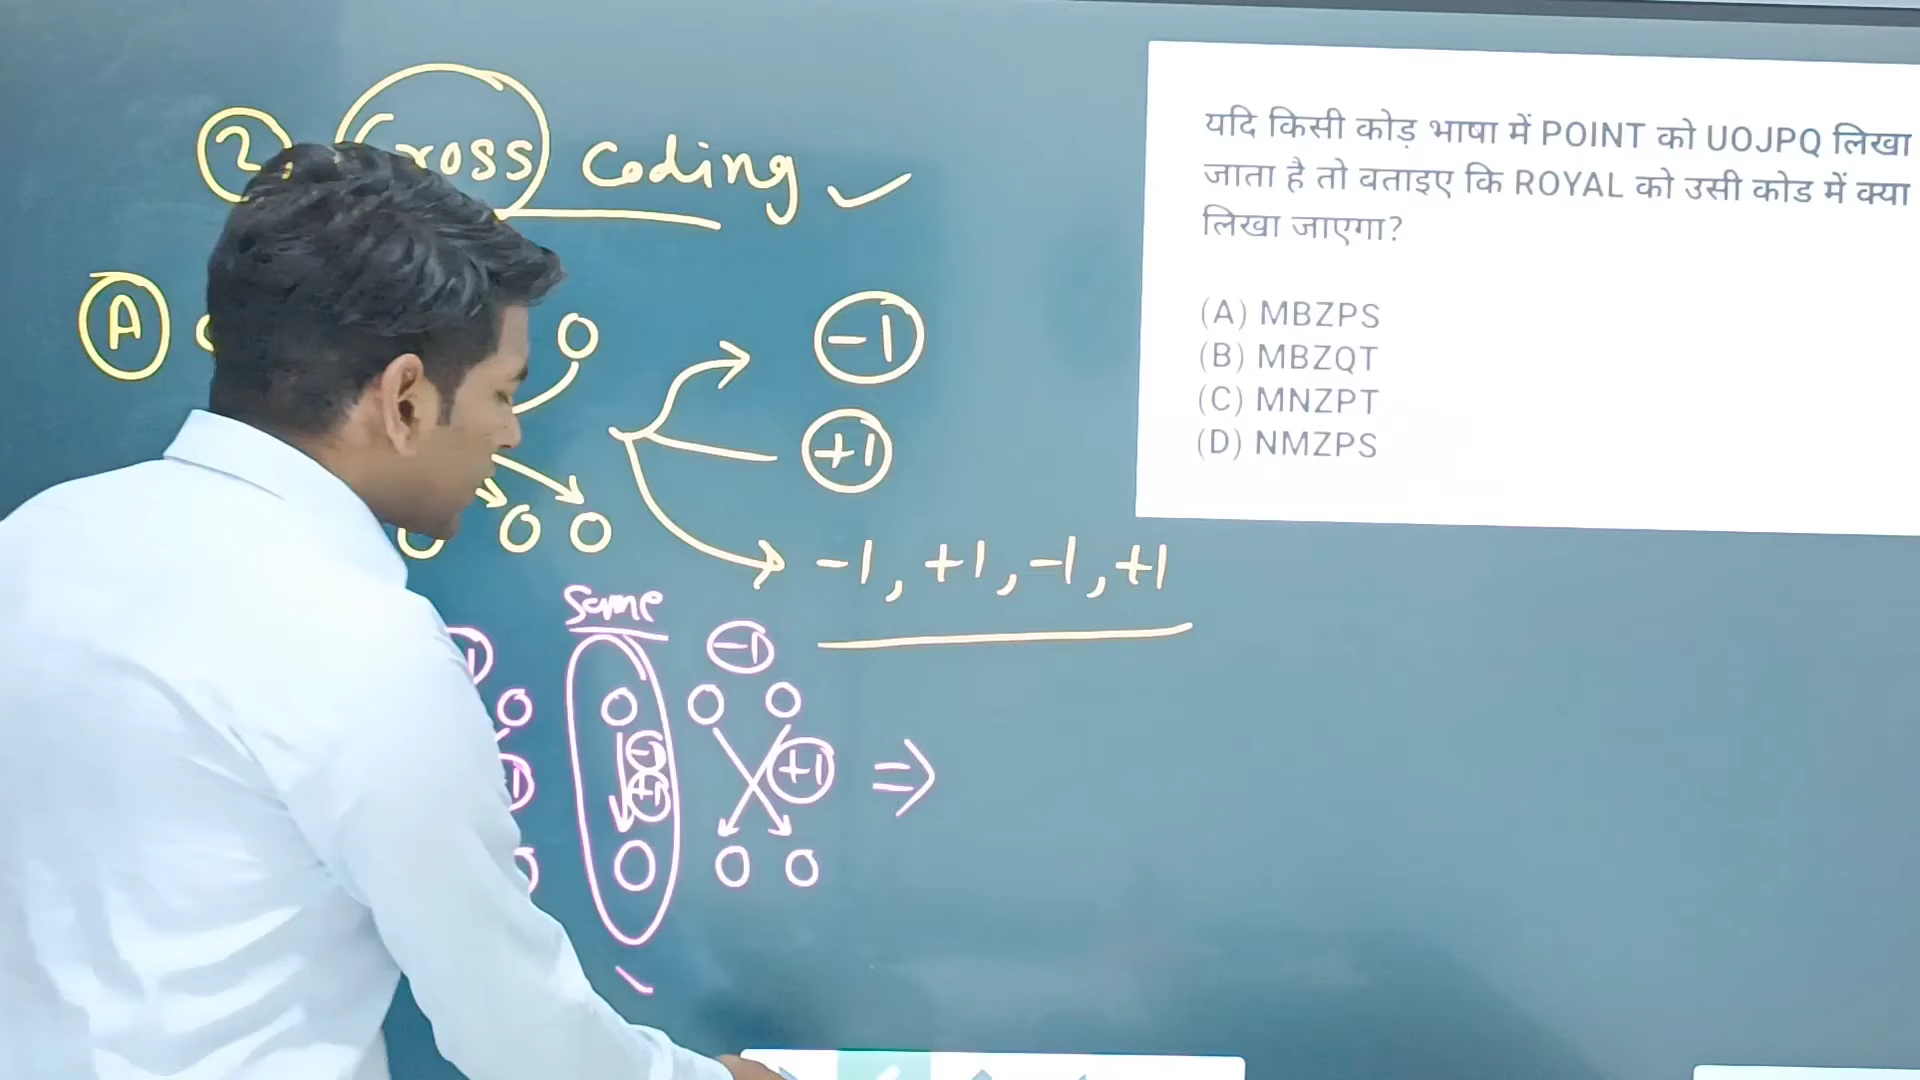 2. Cross Coding
A
-1
+1
-1, +1, -1, +1
Same
-1
+1
यदि किसी कोड़ भाषा में POINT को UOJPQ लिखा
जाता है तो बताइए कि ROYAL को उसी कोड में क्या
लिखा जाएगा?
(A) MBZPS
(B) MBZQT
(C) MNZPT
(D) NMZPS